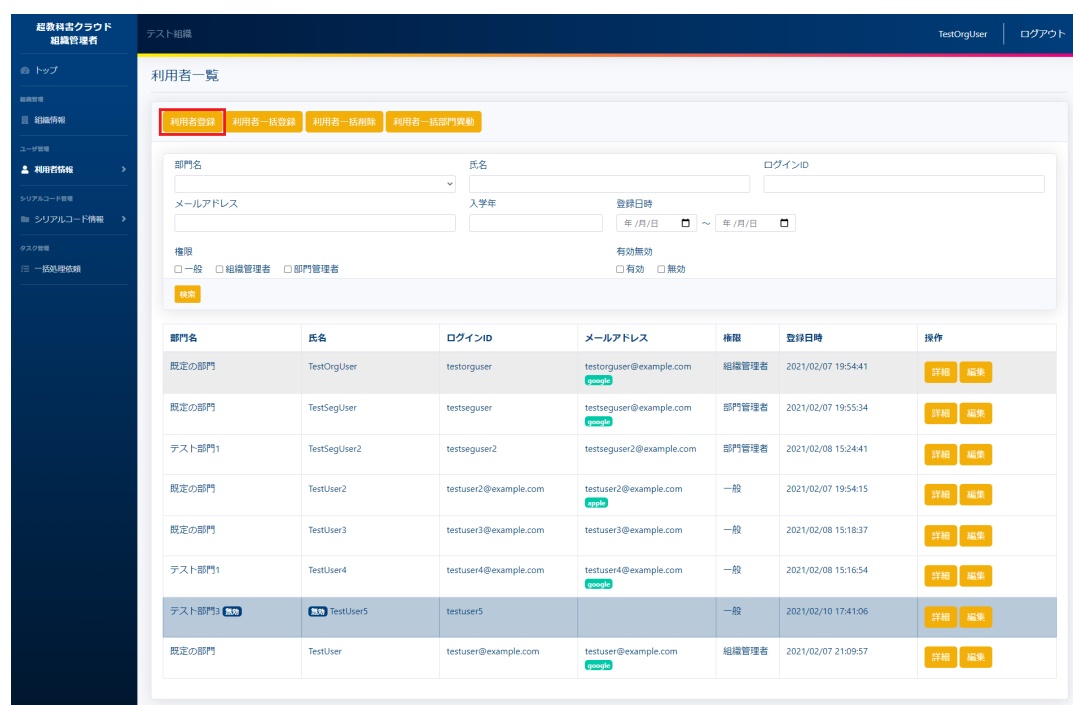 超教科書クラウド
組織管理者
テスト組織
TestOrgUser
ログアウト
トップ
組織管理
組織情報
ユーザ管理
利用者情報
シリアルコード管理
シリアルコード情報
タスク管理
一括処理依頼
利用者一覧
利用者登録 利用者一括登録 利用者一括削除 利用者一括部門異動
部門名 氏名 ログインID
メールアドレス 入学年 登録日時
年 /月/日 ～ 年 /月/日
権限 有効無効
一般 組織管理者 部門管理者 有効 無効
検索
部門名 氏名 ログインID メールアドレス 権限 登録日時 操作
既定の部門 TestOrgUser testorguser testorguser@example.com 組織管理者 2021/02/07 19:54:41 詳細 編集
google
既定の部門 TestSegUser testseguser testseguser@example.com 部門管理者 2021/02/07 19:55:34 詳細 編集
google
テスト部門1 TestSegUser2 testseguser2 testseguser2@example.com 部門管理者 2021/02/08 15:24:41 詳細 編集
既定の部門 TestUser2 testuser2@example.com testuser2@example.com 一般 2021/02/07 19:54:15 詳細 編集
apple
既定の部門 TestUser3 testuser3@example.com testuser3@example.com 一般 2021/02/08 15:18:37 詳細 編集
テスト部門1 TestUser4 testuser4@example.com testuser4@example.com 一般 2021/02/08 15:16:54 詳細 編集
google
テスト部門3 無効 無効 TestUser5 testuser5 一般 2021/02/10 17:41:06 詳細 編集
既定の部門 TestUser testuser@example.com testuser@example.com 組織管理者 2021/02/07 21:09:57 詳細 編集
google